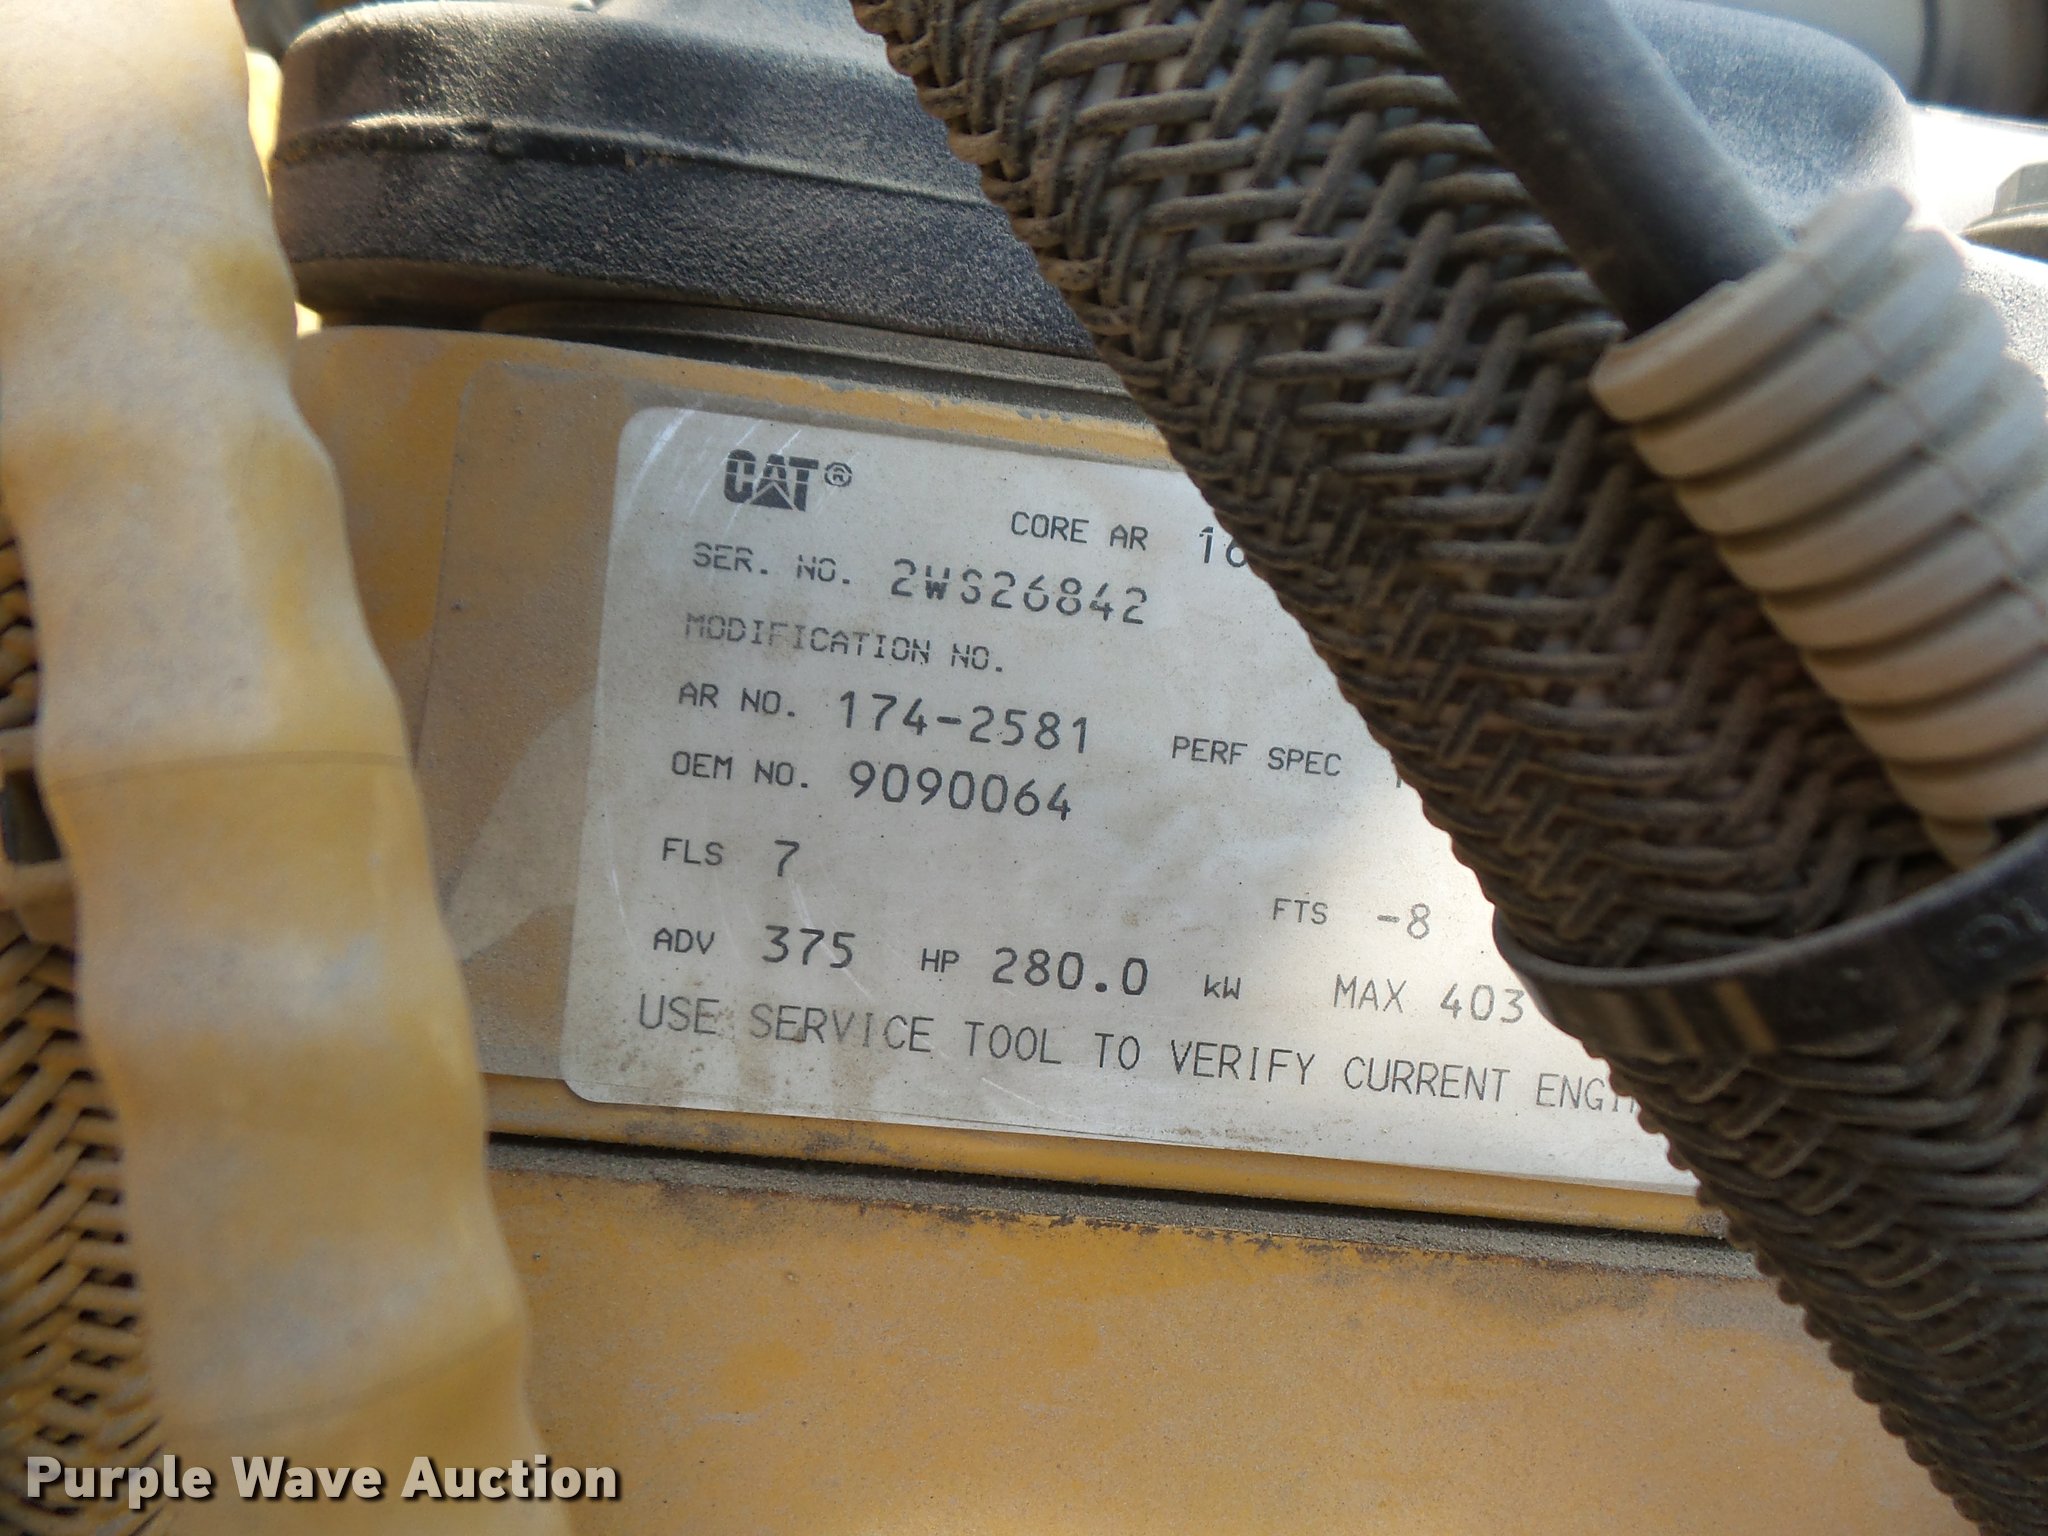 CAT®
CORE AR 16
SER. NO. 2WS26842
MODIFICATION NO.
AR NO. 174-2581 PERF SPEC
OEM NO. 9090064
FLS 7 FTS -8
ADV 375 HP 280.0 kW MAX 403
USE SERVICE TOOL TO VERIFY CURRENT ENGI
Purple Wave Auction